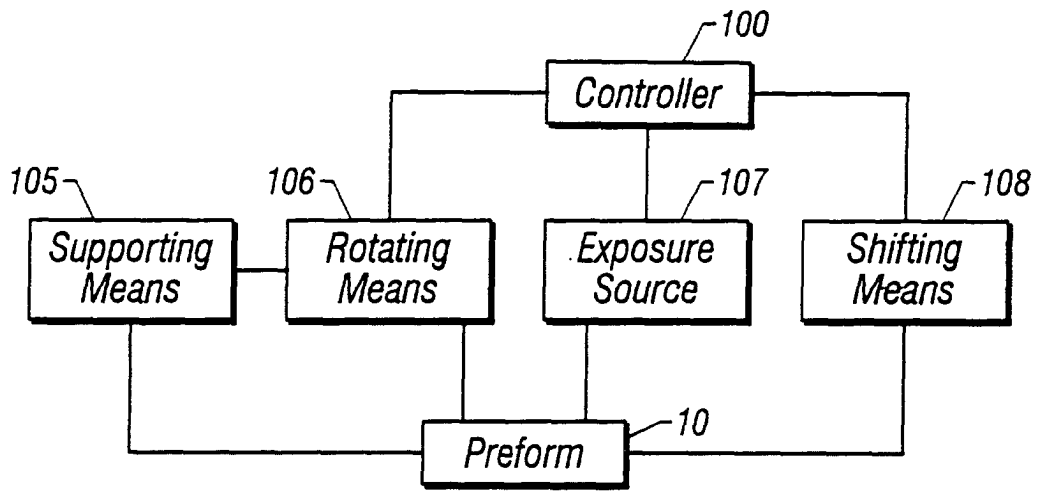 100
Controller
105
106
107
108
Supporting
Means
Rotating
Means
Exposure
Source
Shifting
Means
10
Preform